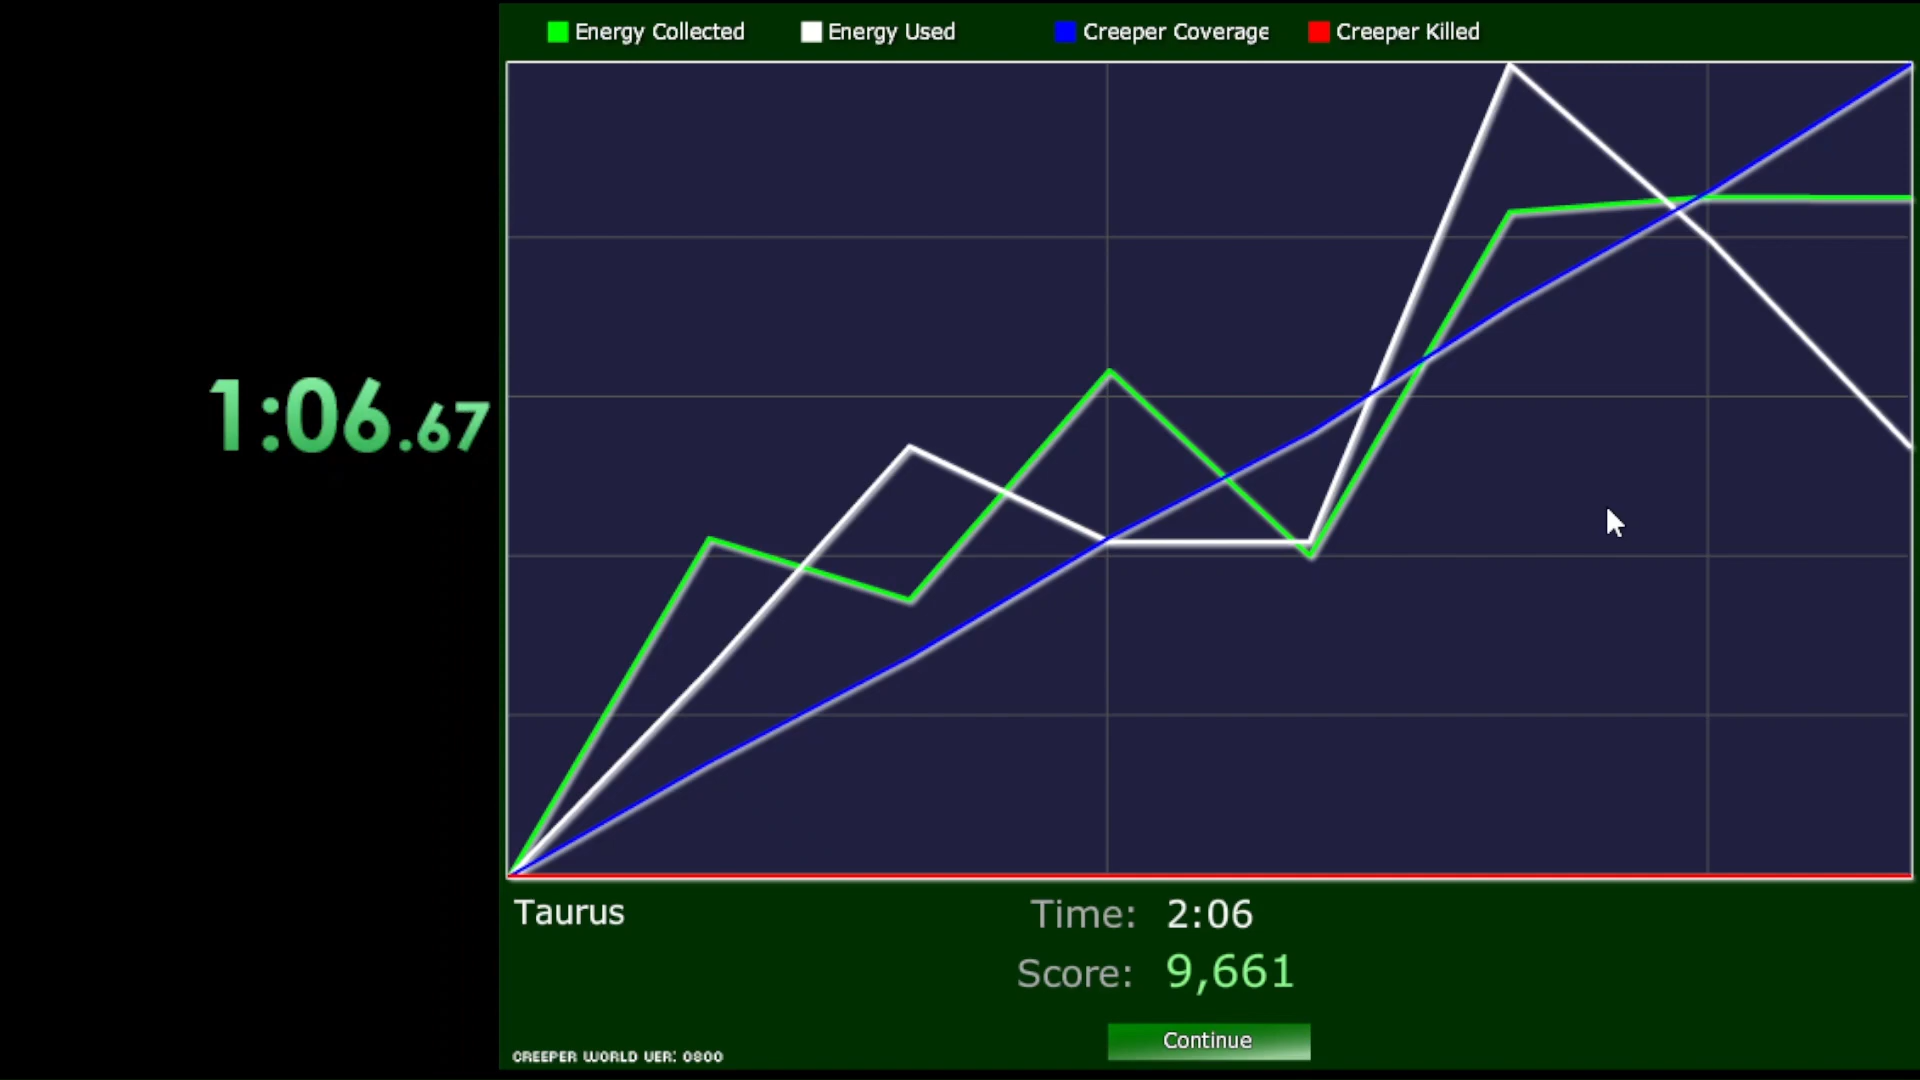 Energy Collected Energy Used Creeper Coverage Creeper Killed
1:06.67
Taurus
Time: 2:06
Score: 9,661
Continue
CREEPER WORLD VER: 0800